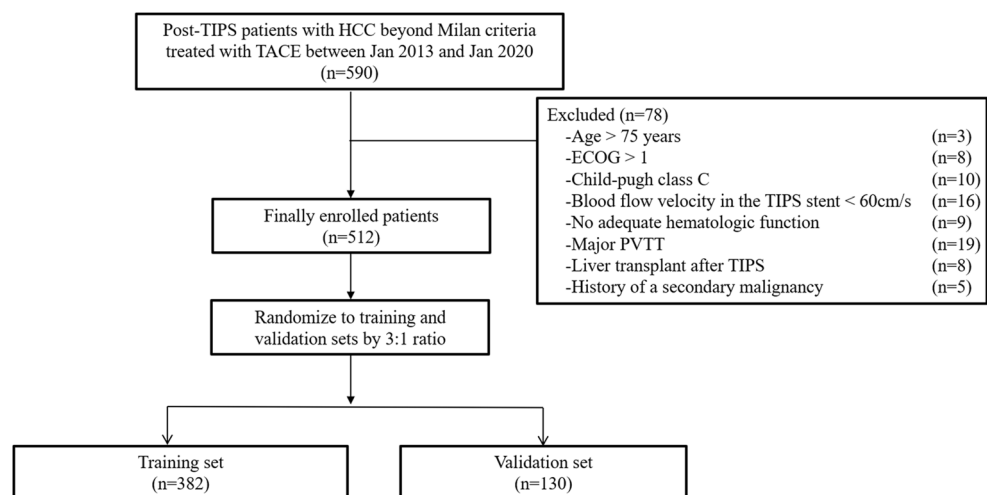 Post-TIPS patients with HCC beyond Milan criteria
treated with TACE between Jan 2013 and Jan 2020
(n=590)
Excluded (n=78)
-Age > 75 years (n=3)
-ECOG > 1 (n=8)
-Child-pugh class C (n=10)
-Blood flow velocity in the TIPS stent < 60cm/s (n=16)
-No adequate hematologic function (n=9)
-Major PVTT (n=19)
-Liver transplant after TIPS (n=8)
-History of a secondary malignancy (n=5)
Finally enrolled patients
(n=512)
Randomize to training and
validation sets by 3:1 ratio
Training set
(n=382)
Validation set
(n=130)